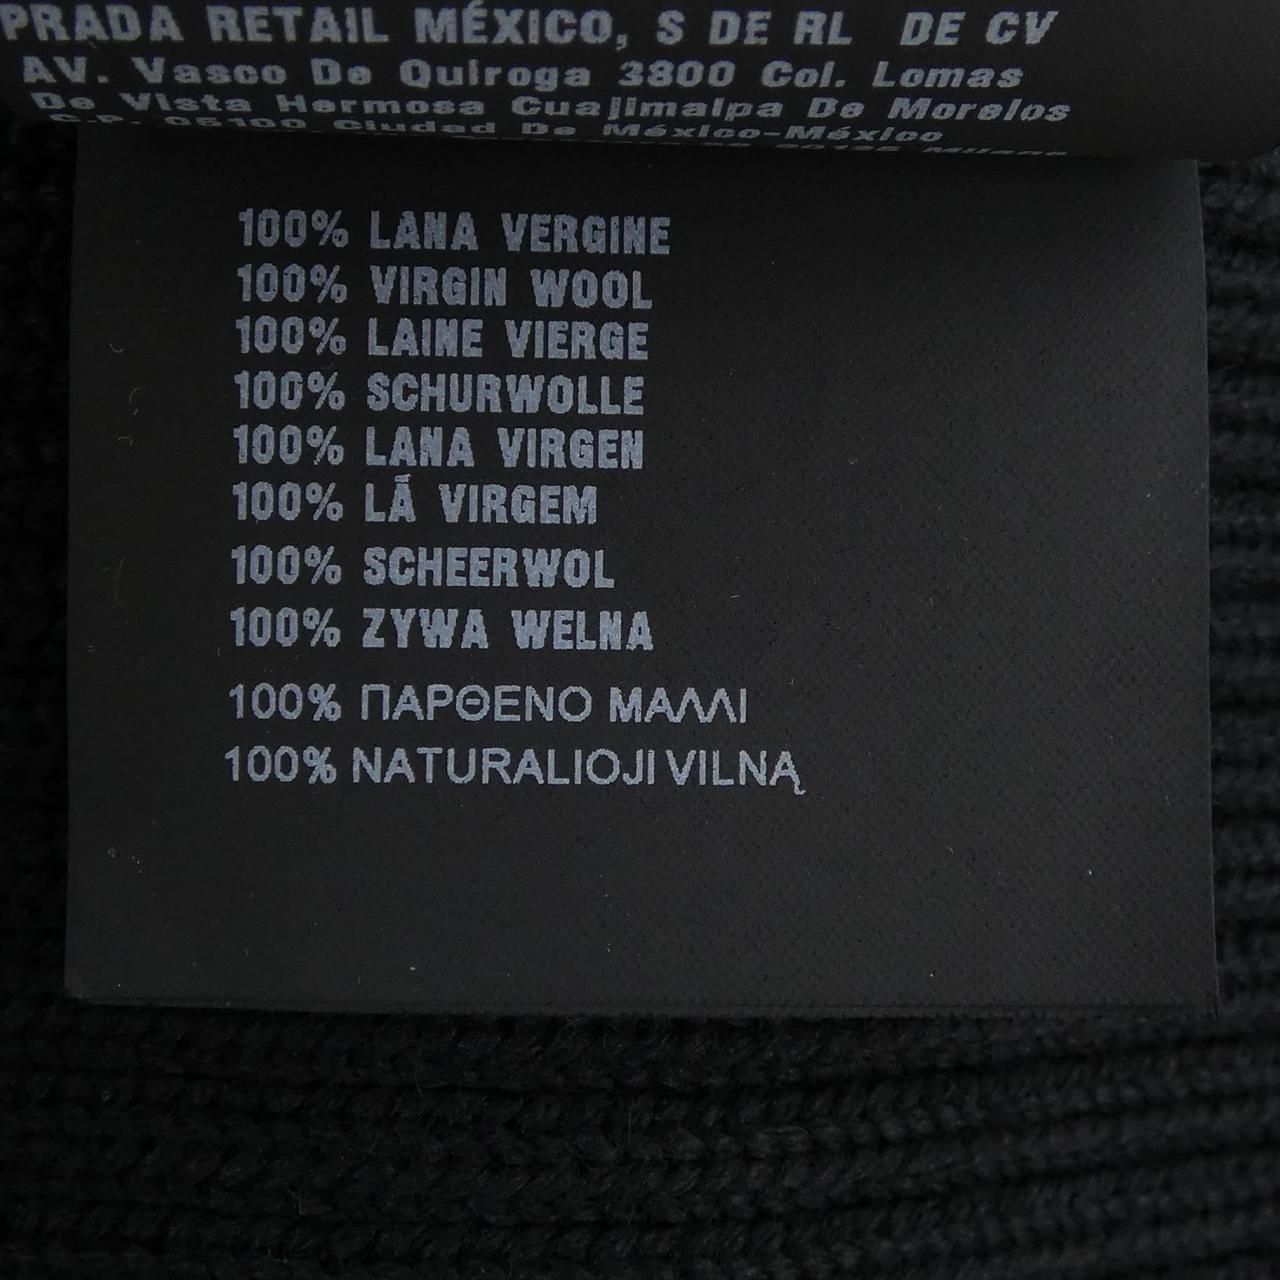 PRADA RETAIL MÉXICO, S DE RL DE CV
AV. Vasco De Quiroga 3800 Col. Lomas
De Vista Hermosa Cuajimalpa De Morelos
C.P. 05100 Ciudad De México-México
20135 Milano
100% LANA VERGINE
100% VIRGIN WOOL
100% LAINE VIERGE
100% SCHURWOLLE
100% LANA VIRGEN
100% LÃ VIRGEM
100% SCHEERWOL
100% ZYWA WELNA
100% ΠΑΡΘΕΝΟ ΜΑΛΛΙ
100% NATURALIOJI VILNĄ